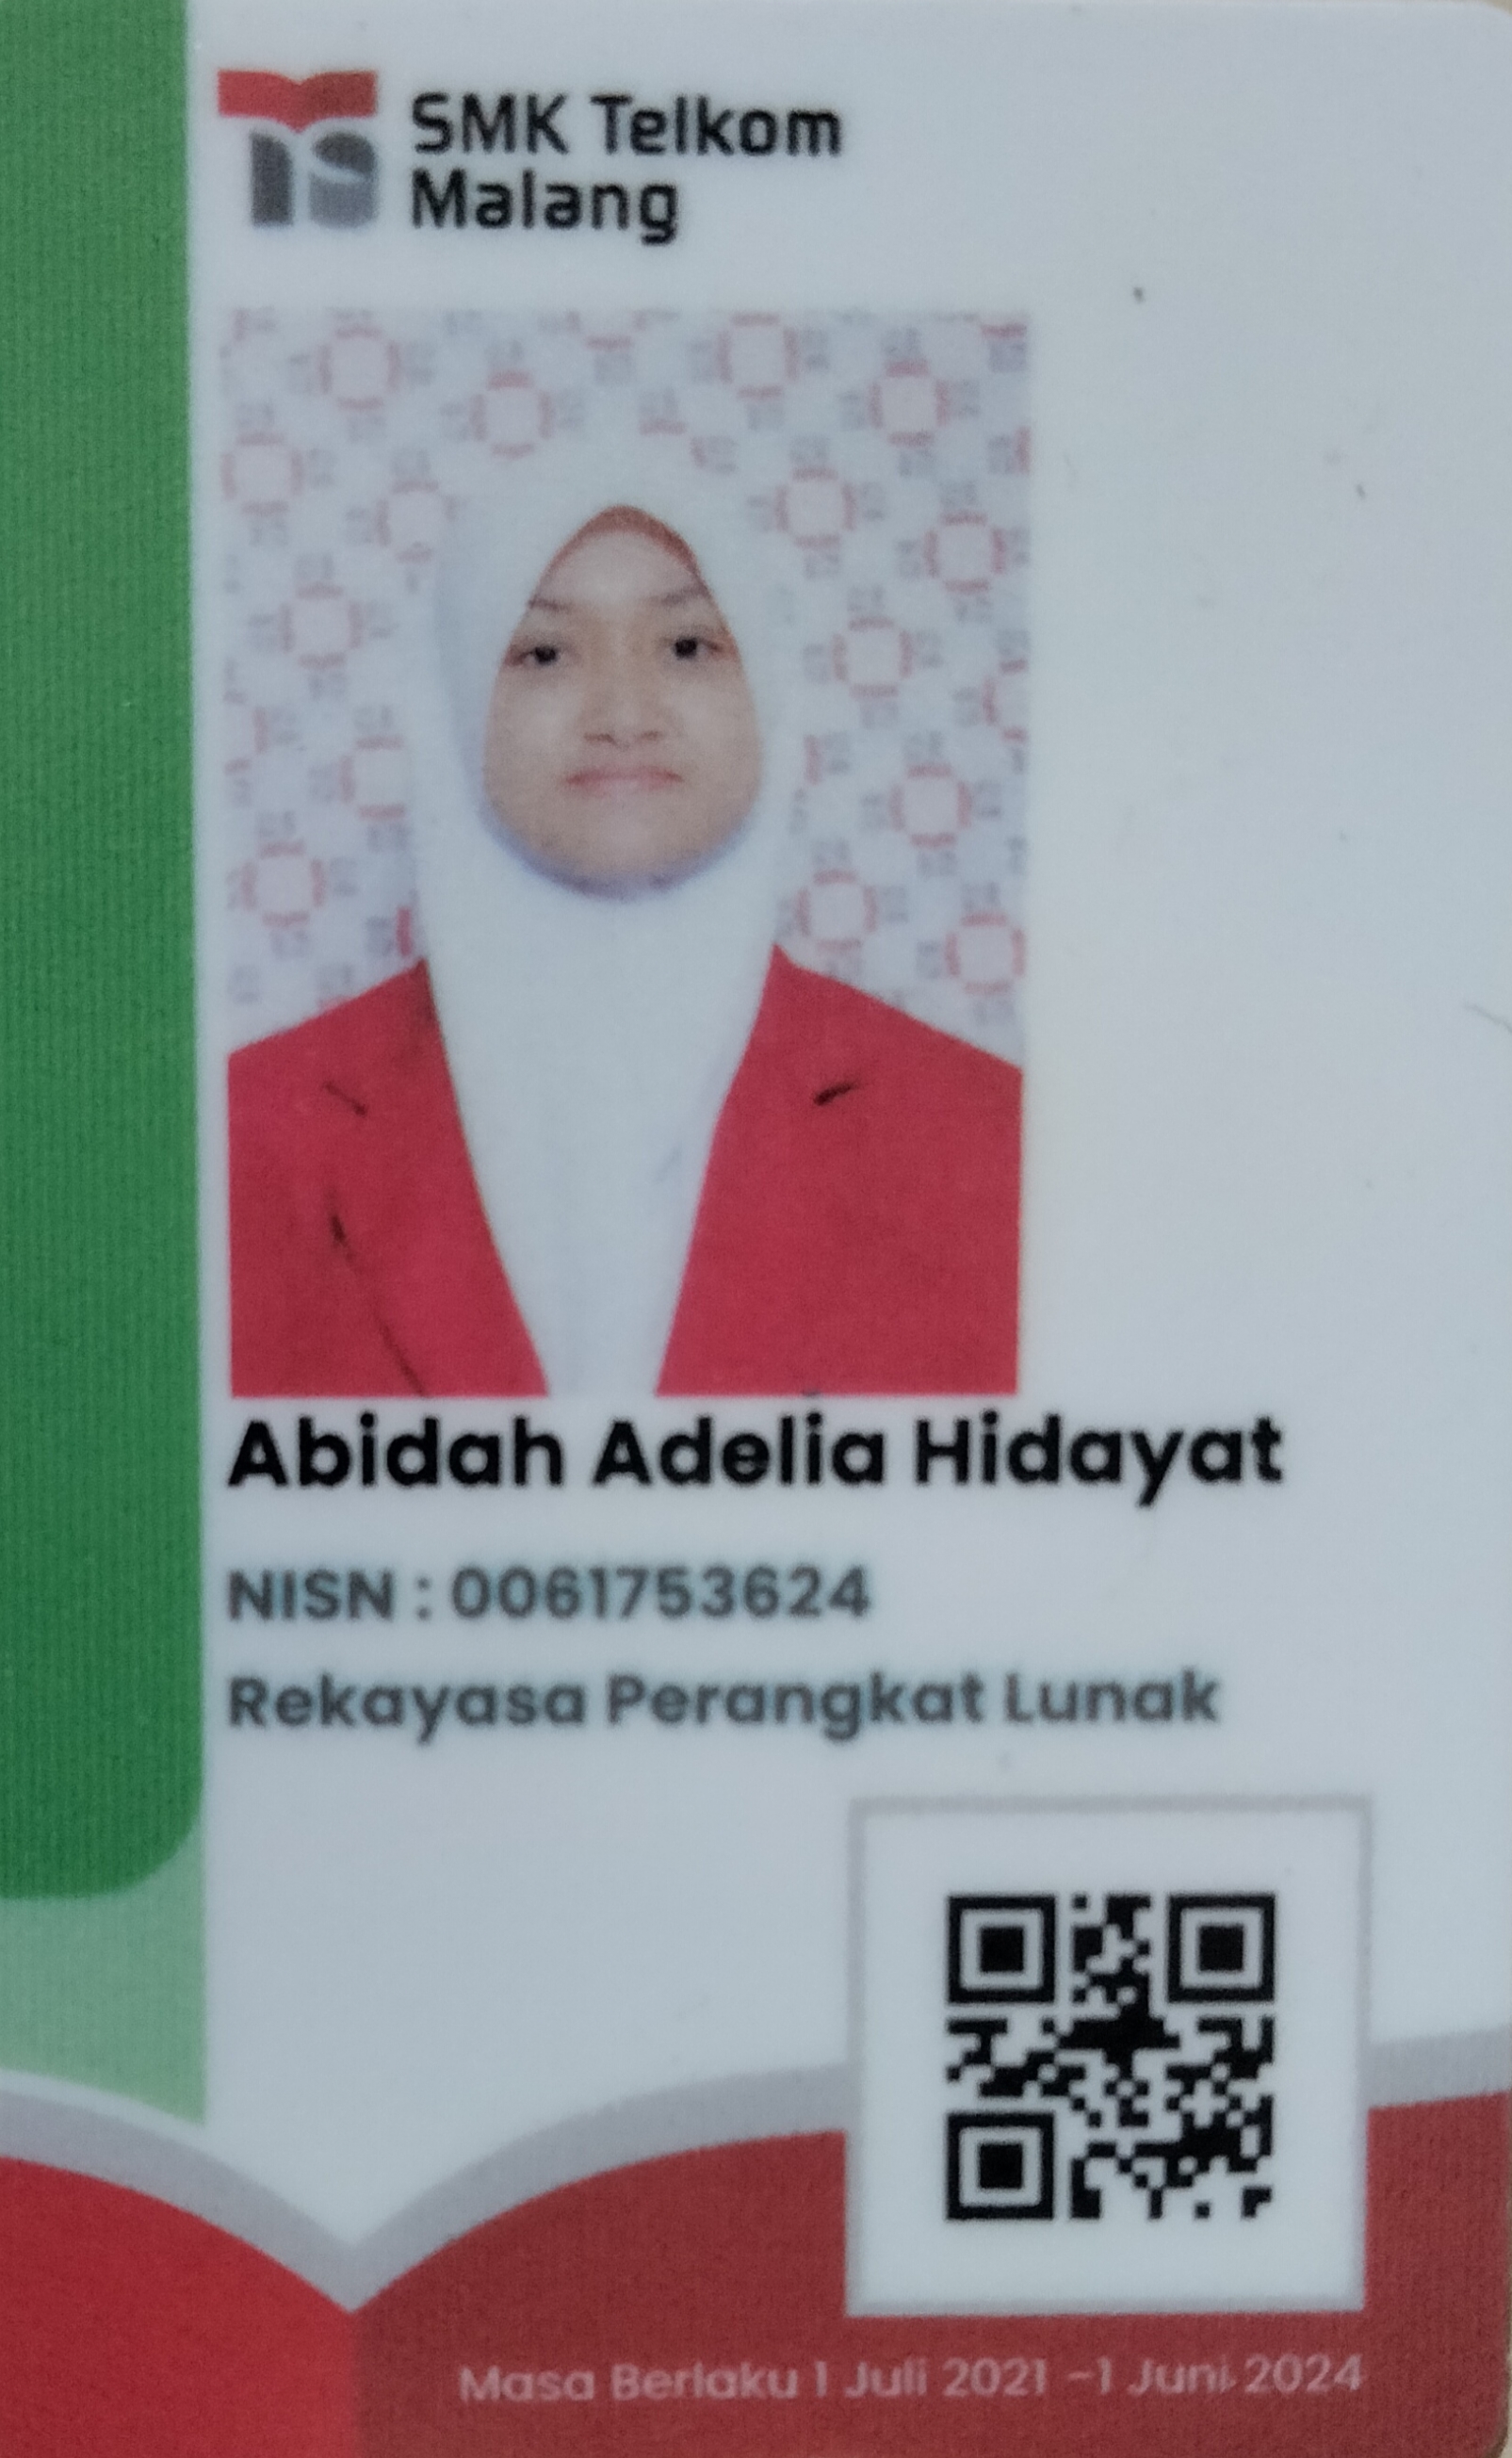 SMK Telkom
Malang
Abidah Adelia Hidayat
NISN : 0061753624
Rekayasa Perangkat Lunak
Masa Berlaku 1 Juli 2021 -1 Juni 2024